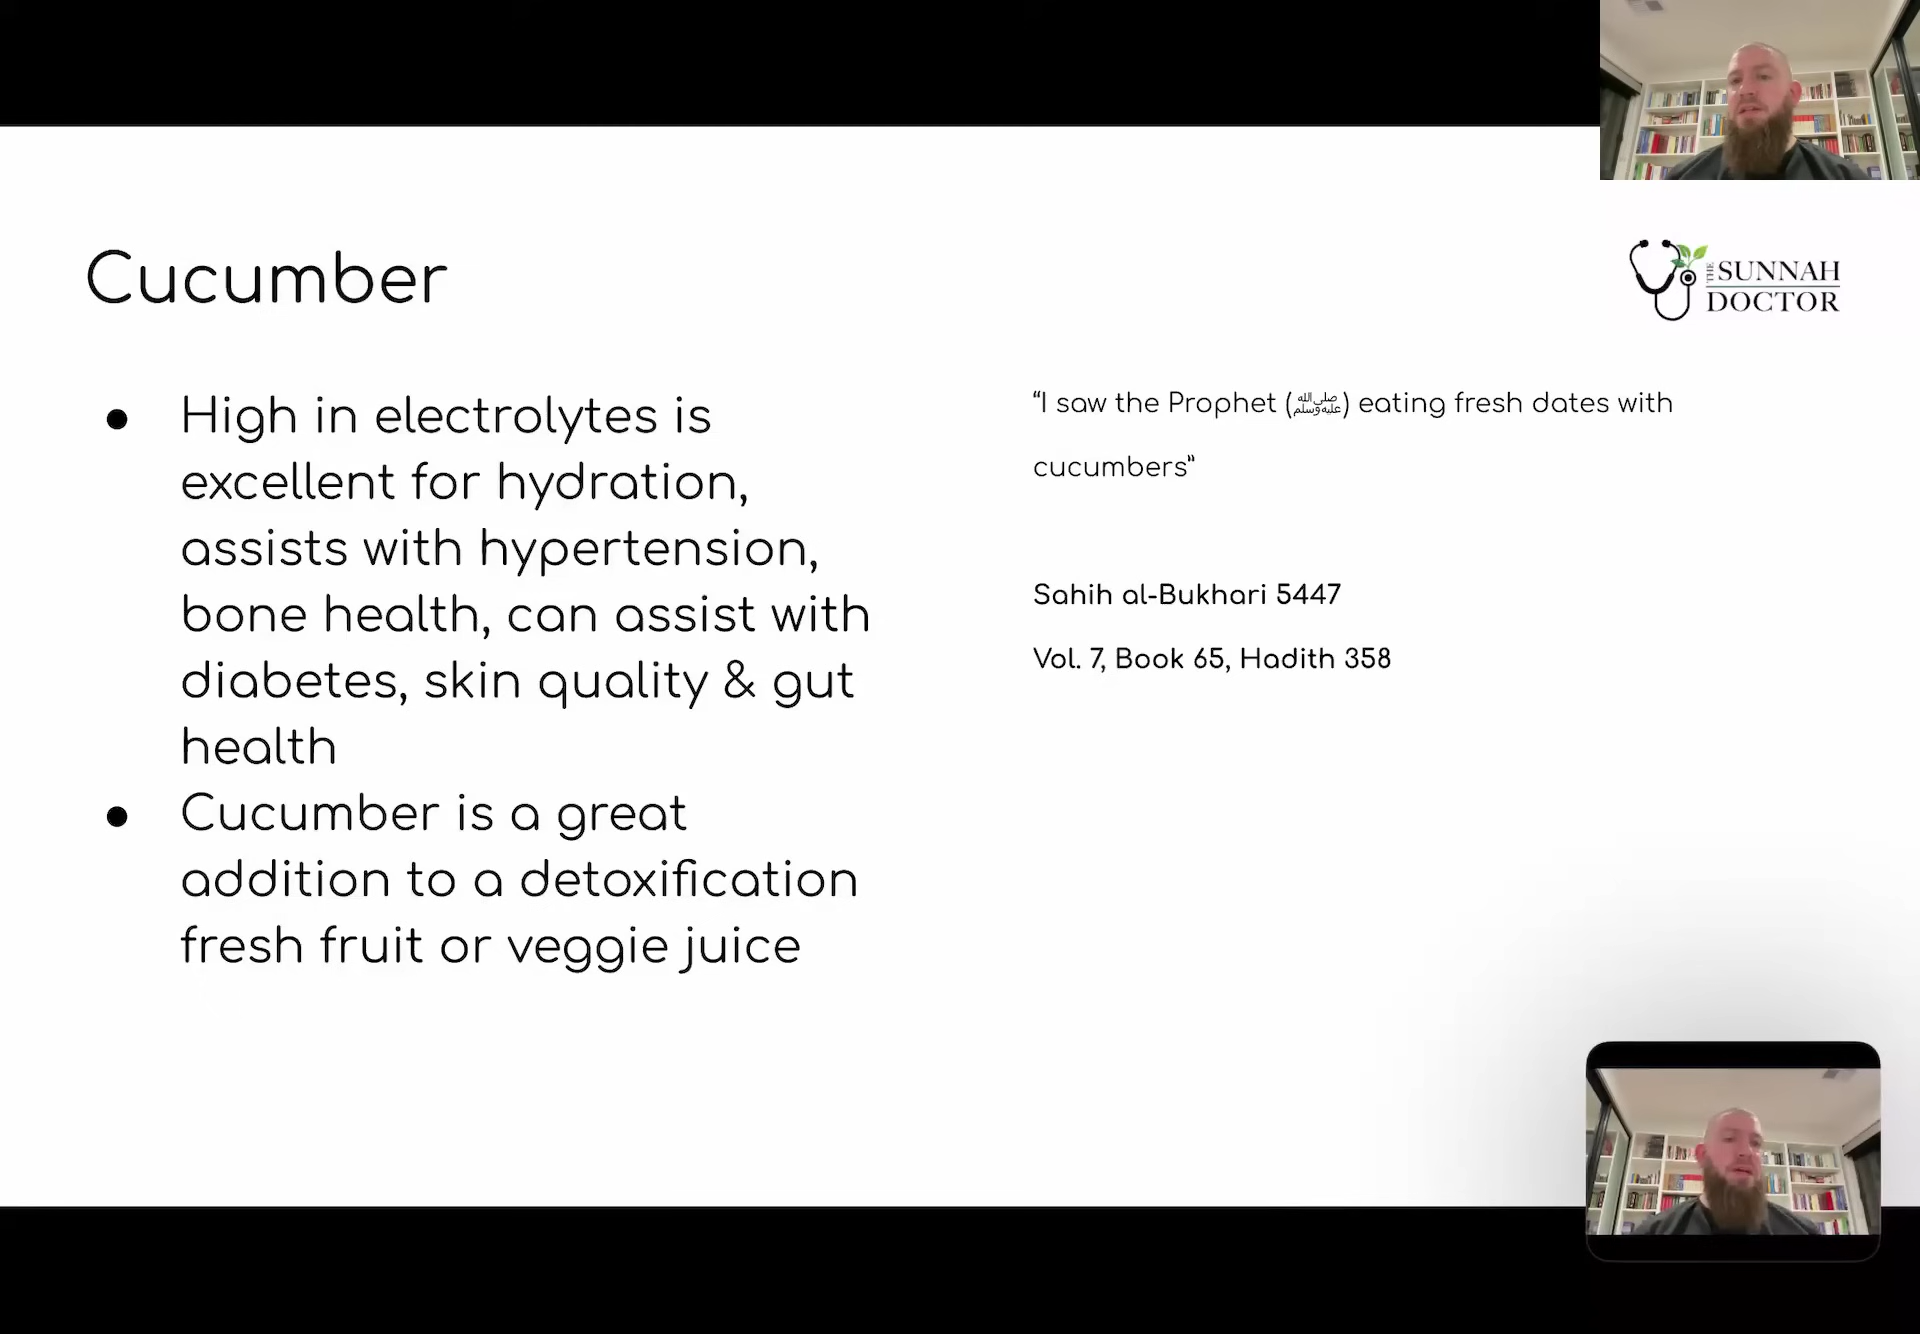 Cucumber
THE SUNNAH
DOCTOR
● High in electrolytes is
excellent for hydration,
assists with hypertension,
bone health, can assist with
diabetes, skin quality & gut
health
● Cucumber is a great
addition to a detoxification
fresh fruit or veggie juice
“I saw the Prophet (ﷺ) eating fresh dates with
cucumbers”
Sahih al-Bukhari 5447
Vol. 7, Book 65, Hadith 358